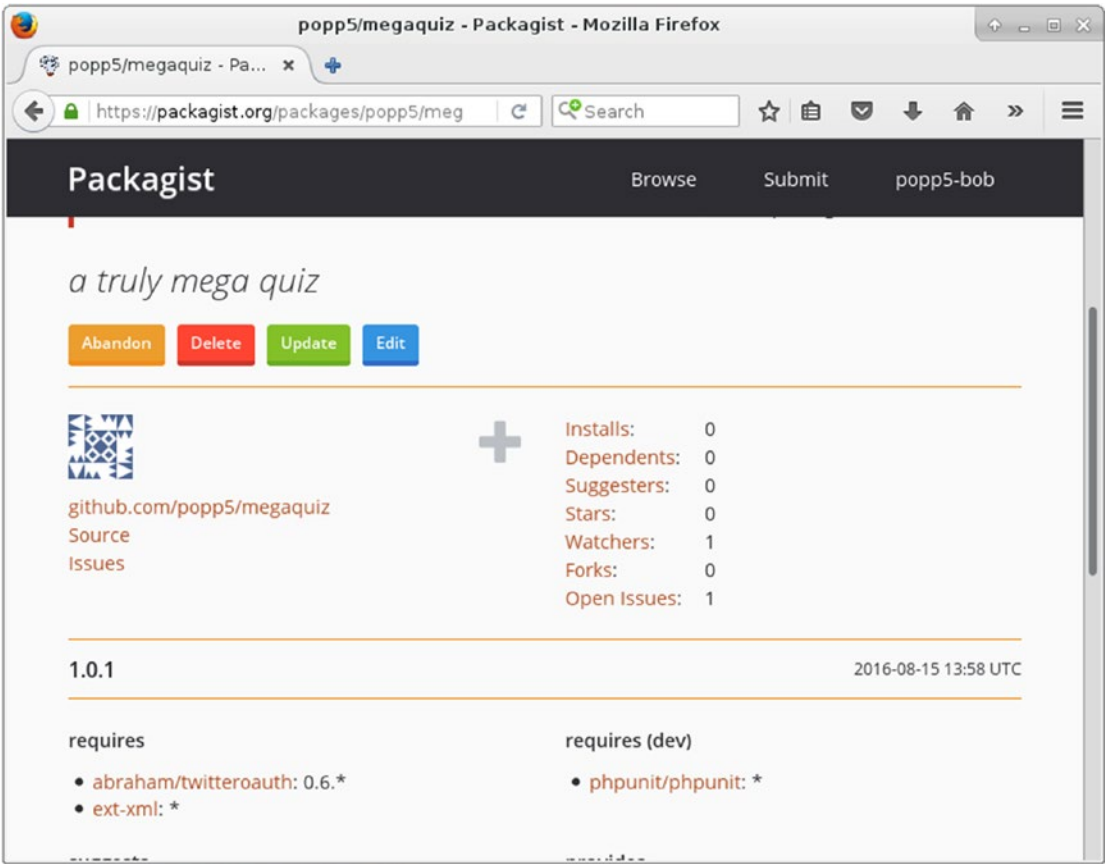 popp5/megaquiz - Packagist - Mozilla Firefox
popp5/megaquiz - Pa...
https://packagist.org/packages/popp5/meg
Search
Packagist
Browse
Submit
popp5-bob
a truly mega quiz
Abandon
Delete
Update
Edit
github.com/popp5/megaquiz
Source
Issues
Installs: 0
Dependents: 0
Suggesters: 0
Stars: 0
Watchers: 1
Forks: 0
Open Issues: 1
1.0.1
2016-08-15 13:58 UTC
requires
• abraham/twitteroauth: 0.6.*
• ext-xml: *
requires (dev)
• phpunit/phpunit: *